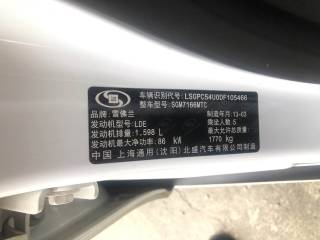 车辆识别代号: LSGPC54U0DF105466
整车型号: SGM7166MTC
品牌: 雪佛兰 制造年月: 13-03
发动机型号: LDE 乘坐人数: 5
发动机排量: 1,598 L 最大允许总质量:
发动机最大净功率: 86 kW 1770 kg
中国 上海通用(沈阳)北盛汽车有限公司制造